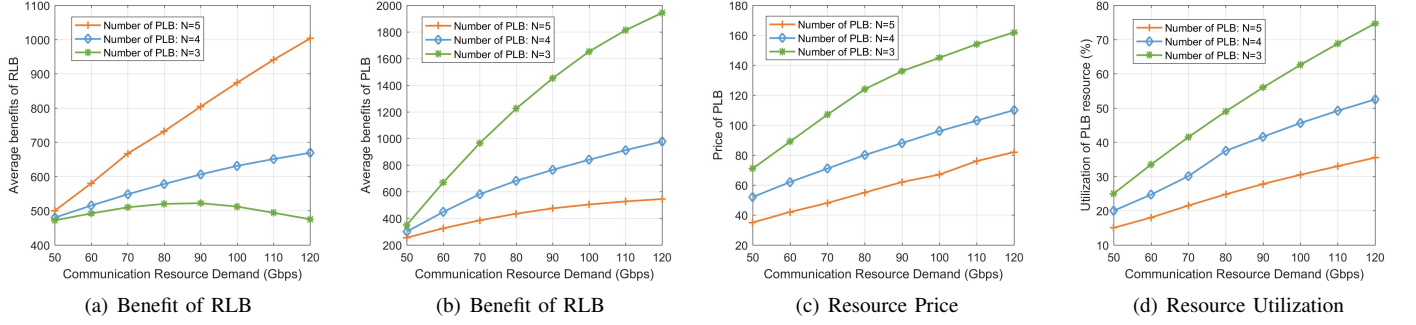 Average benefits of RLB
1100
1000
900
800
700
600
500
400
Number of PLB: N=5
Number of PLB: N=4
Number of PLB: N=3
50 60 70 80 90 100 110 120
Communication Resource Demand (Gbps)
(a) Benefit of RLB
Average benefits of PLB
2000
1800
1600
1400
1200
1000
800
600
400
200
Number of PLB: N=5
Number of PLB: N=4
Number of PLB: N=3
50 60 70 80 90 100 110 120
Communication Resource Demand (Gbps)
(b) Benefit of RLB
Price of PLB
180
160
140
120
100
80
60
40
20
Number of PLB: N=5
Number of PLB: N=4
Number of PLB: N=3
50 60 70 80 90 100 110 120
Communication Resource Demand (Gbps)
(c) Resource Price
Utilization of PLB resource (%)
80
70
60
50
40
30
20
10
Number of PLB: N=5
Number of PLB: N=4
Number of PLB: N=3
50 60 70 80 90 100 110 120
Communication Resource Demand (Gbps)
(d) Resource Utilization